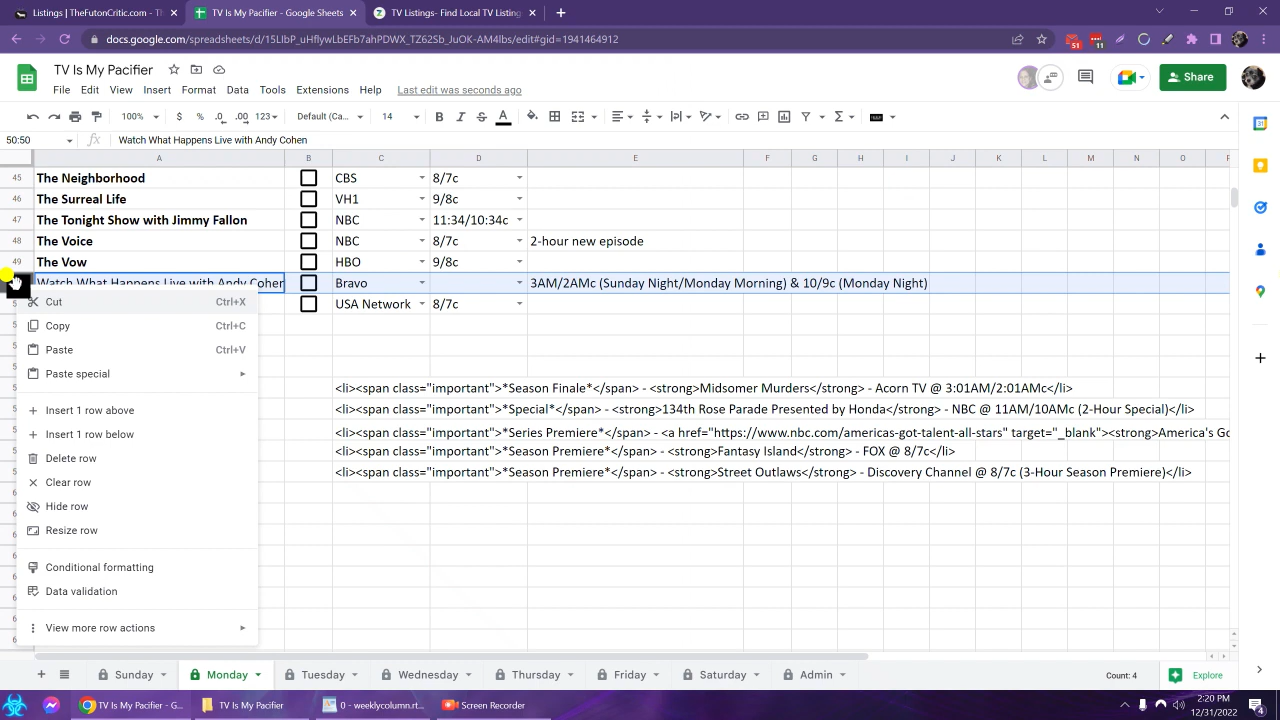 Listings | TheFutonCritic.com - T
TV Is My Pacifier - Google Sheets
TV Listings- Find Local TV Listing
docs.google.com/spreadsheets/d/15LIbP_uHfIywLbEFb7ahPDWX_TZ62Sb_JuOK-AM4Ibs/edit#gid=1941464912
51
11
TV Is My Pacifier
File Edit View Insert Format Data Tools Extensions Help Last edit was seconds ago
Share
100% $ % .0 .00 123 Default (Ca... 14 B I S A
50:50 fx Watch What Happens Live with Andy Cohen
A B C D E F G H I J K L M N O
45 The Neighborhood CBS 8/7c
46 The Surreal Life VH1 9/8c
47 The Tonight Show with Jimmy Fallon NBC 11:34/10:34c
48 The Voice NBC 8/7c 2-hour new episode
49 The Vow HBO 9/8c
Watch What Happens Live with Andy Cohen Bravo 3AM/2AMc (Sunday Night/Monday Morning) & 10/9c (Monday Night)
USA Network 8/7c
Cut Ctrl+X
Copy Ctrl+C
Paste Ctrl+V
Paste special
Insert 1 row above
Insert 1 row below
Delete row
Clear row
Hide row
Resize row
Conditional formatting
Data validation
View more row actions
<li><span class="important">*Season Finale*</span> - <strong>Midsomer Murders</strong> - Acorn TV @ 3:01AM/2:01AMc</li>
<li><span class="important">*Special*</span> - <strong>134th Rose Parade Presented by Honda</strong> - NBC @ 11AM/10AMc (2-Hour Special)</li>
<li><span class="important">*Series Premiere*</span> - <a href="https://www.nbc.com/americas-got-talent-all-stars" target="_blank"><strong>America's Go
<li><span class="important">*Season Premiere*</span> - <strong>Fantasy Island</strong> - FOX @ 8/7c</li>
<li><span class="important">*Season Premiere*</span> - <strong>Street Outlaws</strong> - Discovery Channel @ 8/7c (3-Hour Season Premiere)</li>
Sunday Monday Tuesday Wednesday Thursday Friday Saturday Admin Count: 4 Explore
TV Is My Pacifier - G... TV Is My Pacifier 0 - weeklycolumn.rt... Screen Recorder
2:20 PM
12/31/2022
4